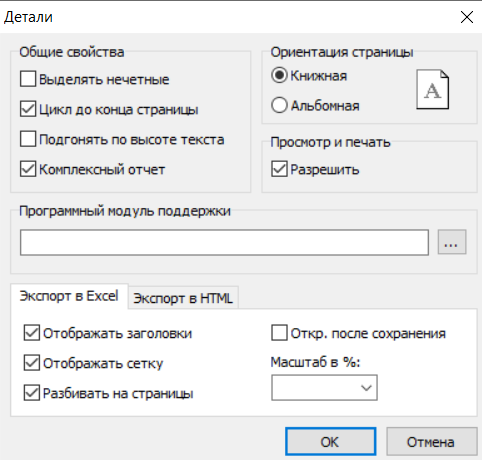 Детали
Общие свойства
Выделять нечетные
Цикл до конца страницы
Подгонять по высоте текста
Комплексный отчет
Ориентация страницы
Книжная
Альбомная
A
Просмотр и печать
Разрешить
Программный модуль поддержки
...
Экспорт в Excel
Экспорт в HTML
Отображать заголовки
Отображать сетку
Разбивать на страницы
Откр. после сохранения
Масштаб в %:
OK
Отмена